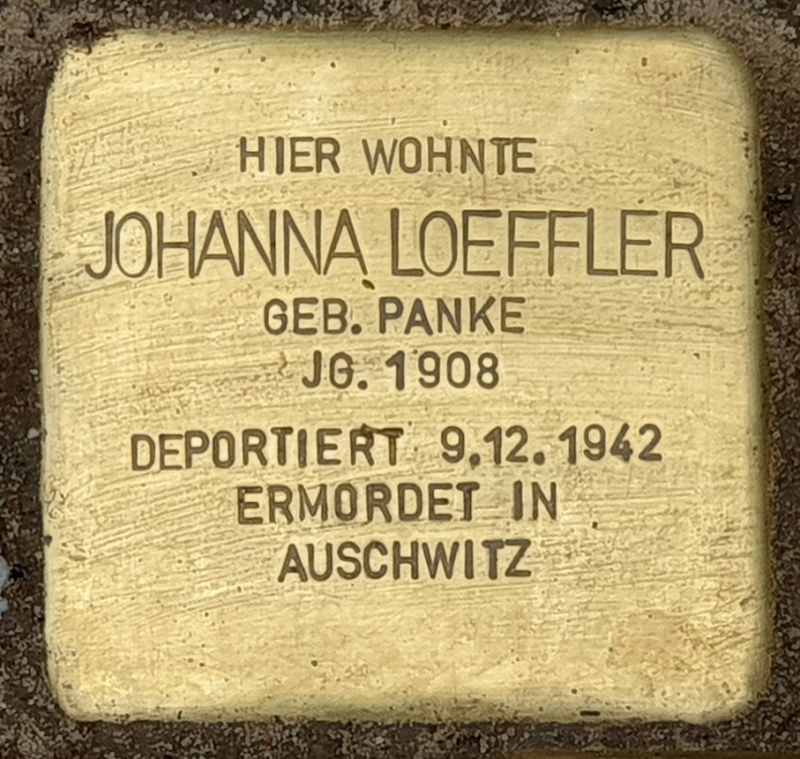 HIER WOHNTE
JOHANNA LOEFFLER
GEB. PANKE
JG. 1908
DEPORTIERT 9.12.1942
ERMORDET IN
AUSCHWITZ